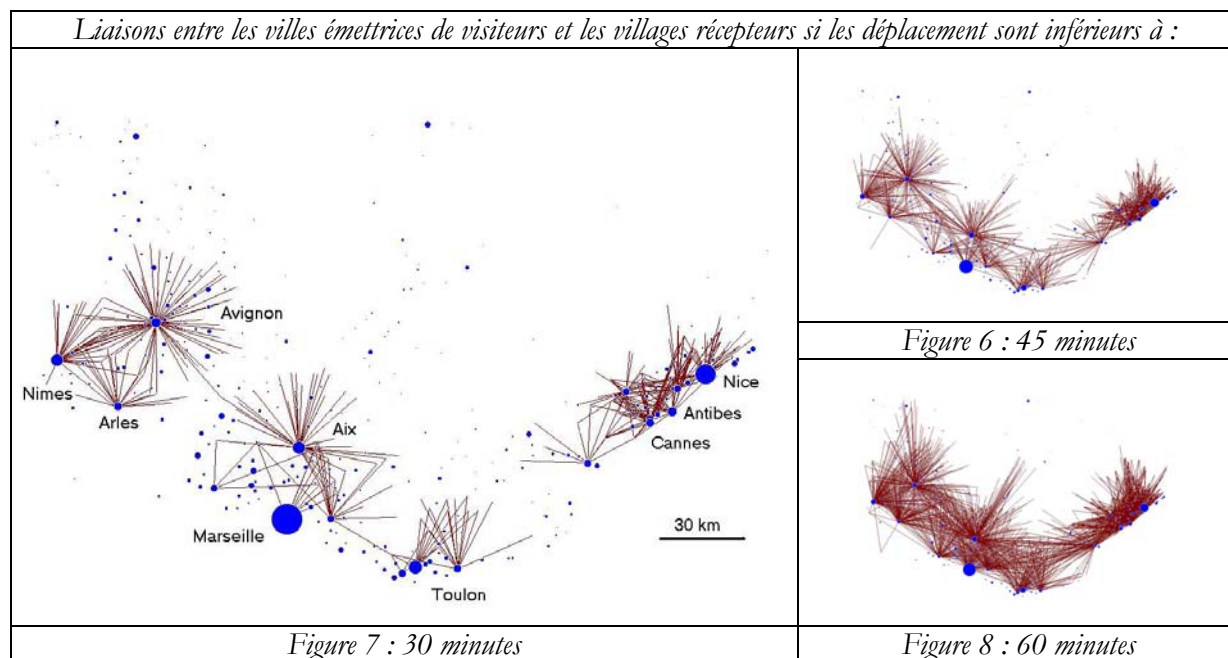 Liaisons entre les villes émettrices de visiteurs et les villages récepteurs si les déplacement sont inférieurs à :
Avignon
Nimes
Arles
Aix
Marseille
Toulon
Nice
Antibes
Cannes
30 km
Figure 7 : 30 minutes
Figure 6 : 45 minutes
Figure 8 : 60 minutes